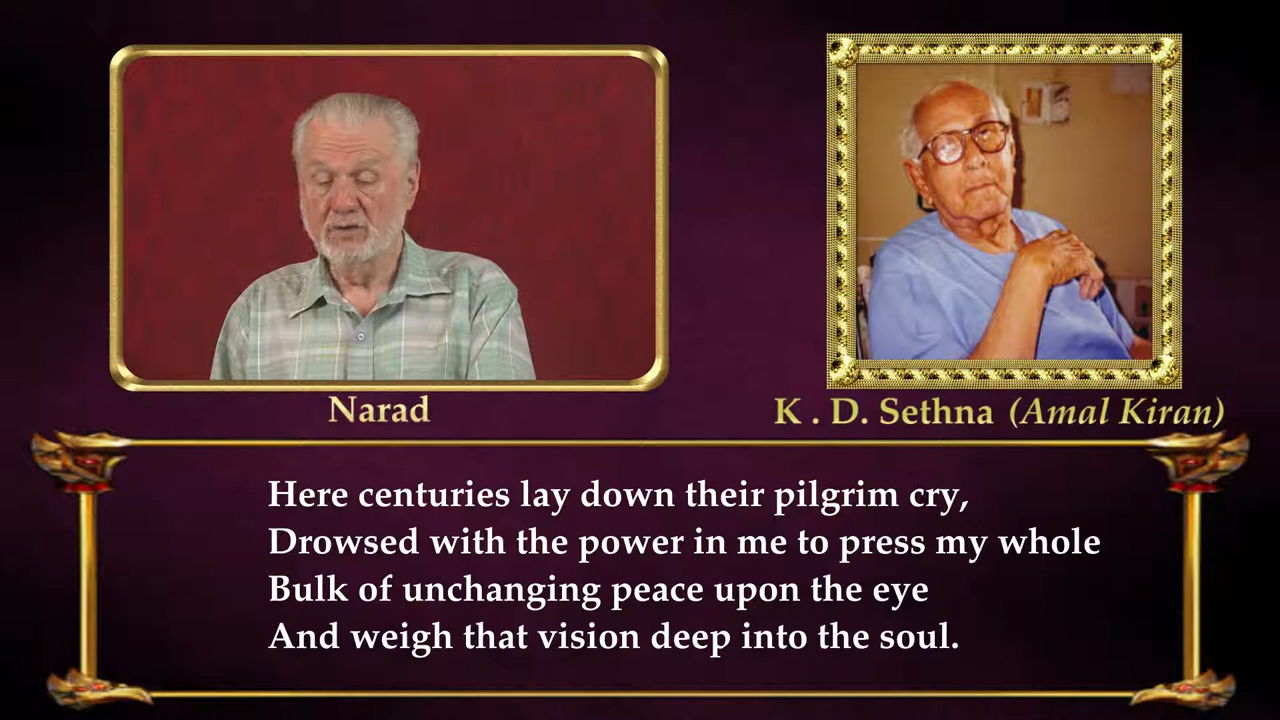 Narad
K . D. Sethna (Amal Kiran)
Here centuries lay down their pilgrim cry,
Drowsed with the power in me to press my whole
Bulk of unchanging peace upon the eye
And weigh that vision deep into the soul.